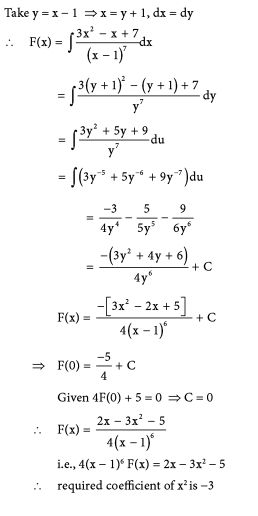 Take y = x − 1 ⇒ x = y + 1, dx = dy
∴ F(x) = ∫ (3x² − x + 7)/(x − 1)⁷ dx
= ∫ (3(y + 1)² − (y + 1) + 7)/y⁷ dy
= ∫ (3y² + 5y + 9)/y⁷ du
= ∫(3y⁻⁵ + 5y⁻⁶ + 9y⁻⁷)du
= −3/4y⁴ − 5/5y⁵ − 9/6y⁶
= −(3y² + 4y + 6)/4y⁶ + C
F(x) = −[3x² − 2x + 5]/4(x − 1)⁶ + C
⇒ F(0) = −5/4 + C
Given 4F(0) + 5 = 0 ⇒ C = 0
∴ F(x) = (2x − 3x² − 5)/4(x − 1)⁶
i.e., 4(x − 1)⁶ F(x) = 2x − 3x² − 5
∴ required coefficient of x² is −3